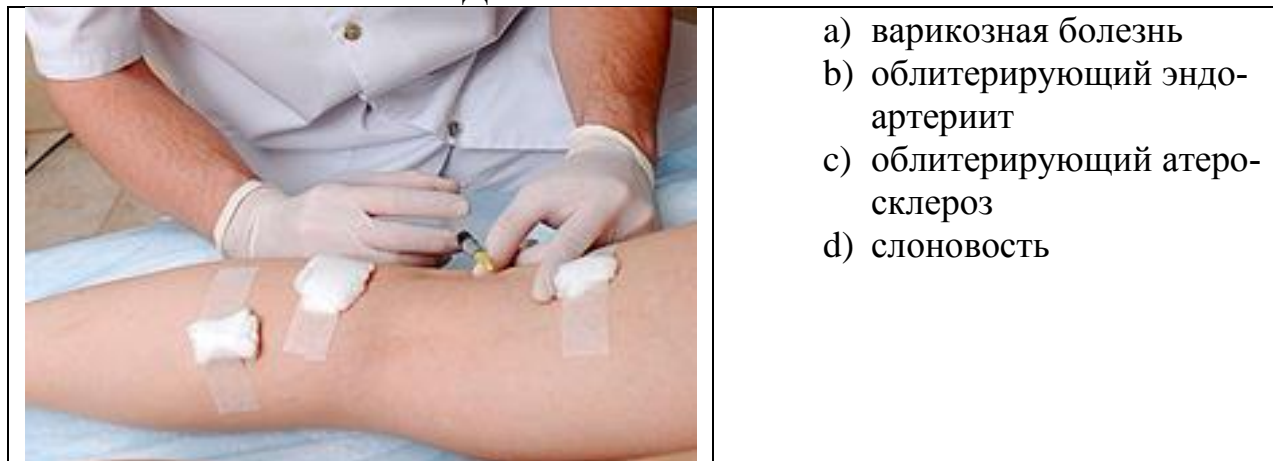 a) варикозная болезнь
b) облитерирующий эндо-
артериит
c) облитерирующий атеро-
склероз
d) слоновость